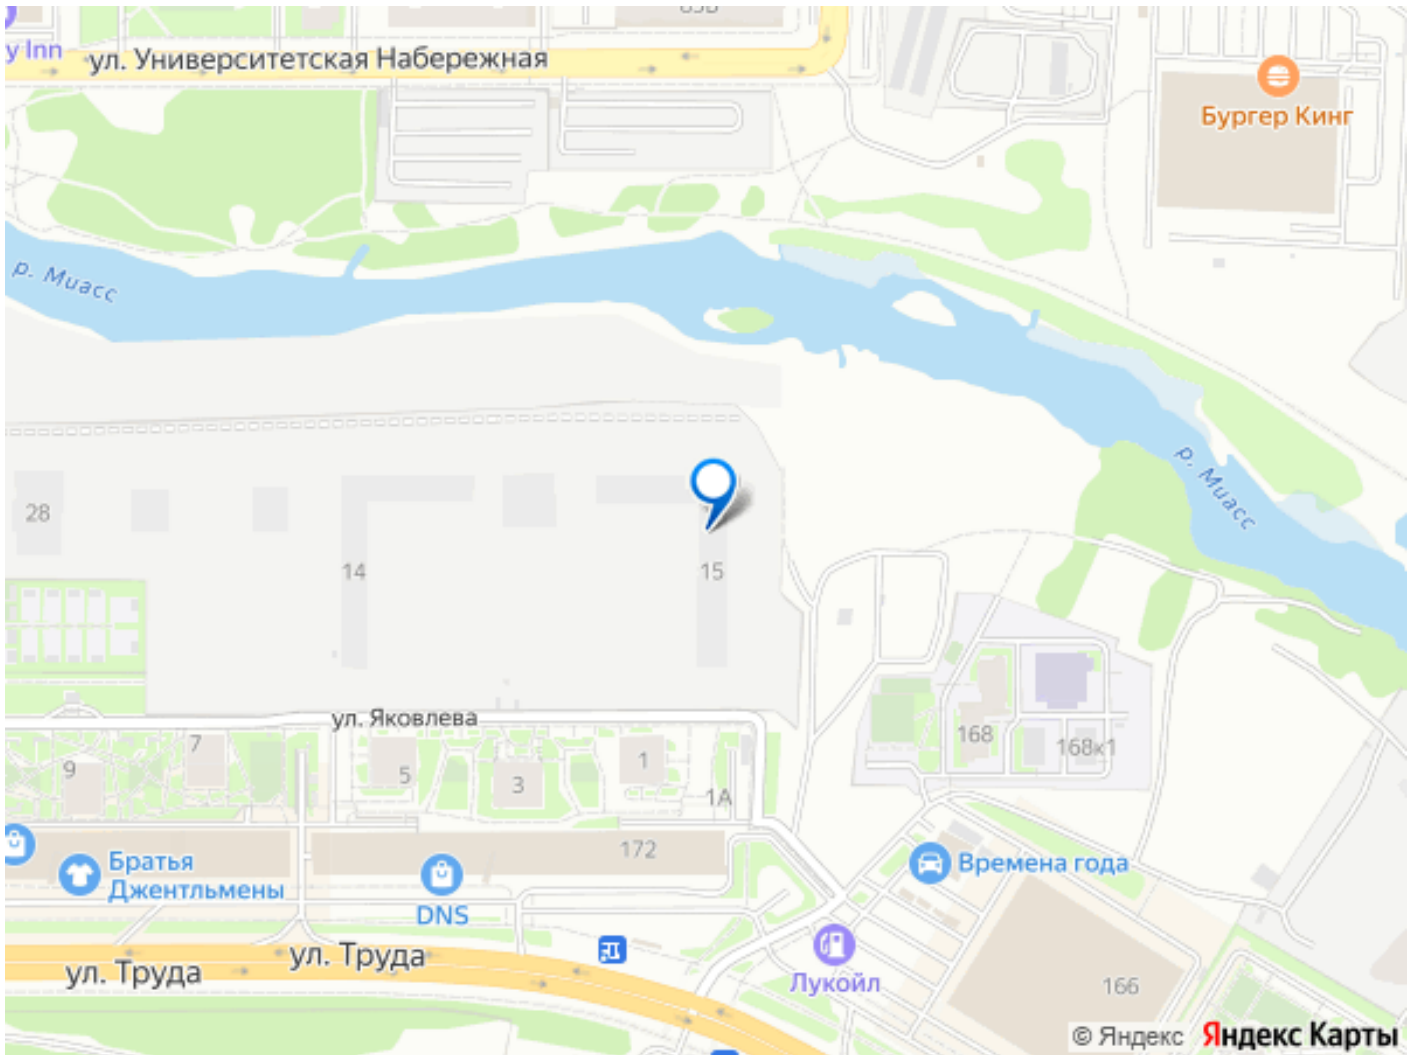 y Inn
ул. Университетская Набережная
Бургер Кинг
р. Миасс
р. Миасс
28
14
15
ул. Яковлева
7
9
5
3
1
1А
168
168к1
172
Братья
Джентльмены
DNS
Времена года
ул. Труда
ул. Труда
Лукойл
166
© Яндекс Яндекс Карты